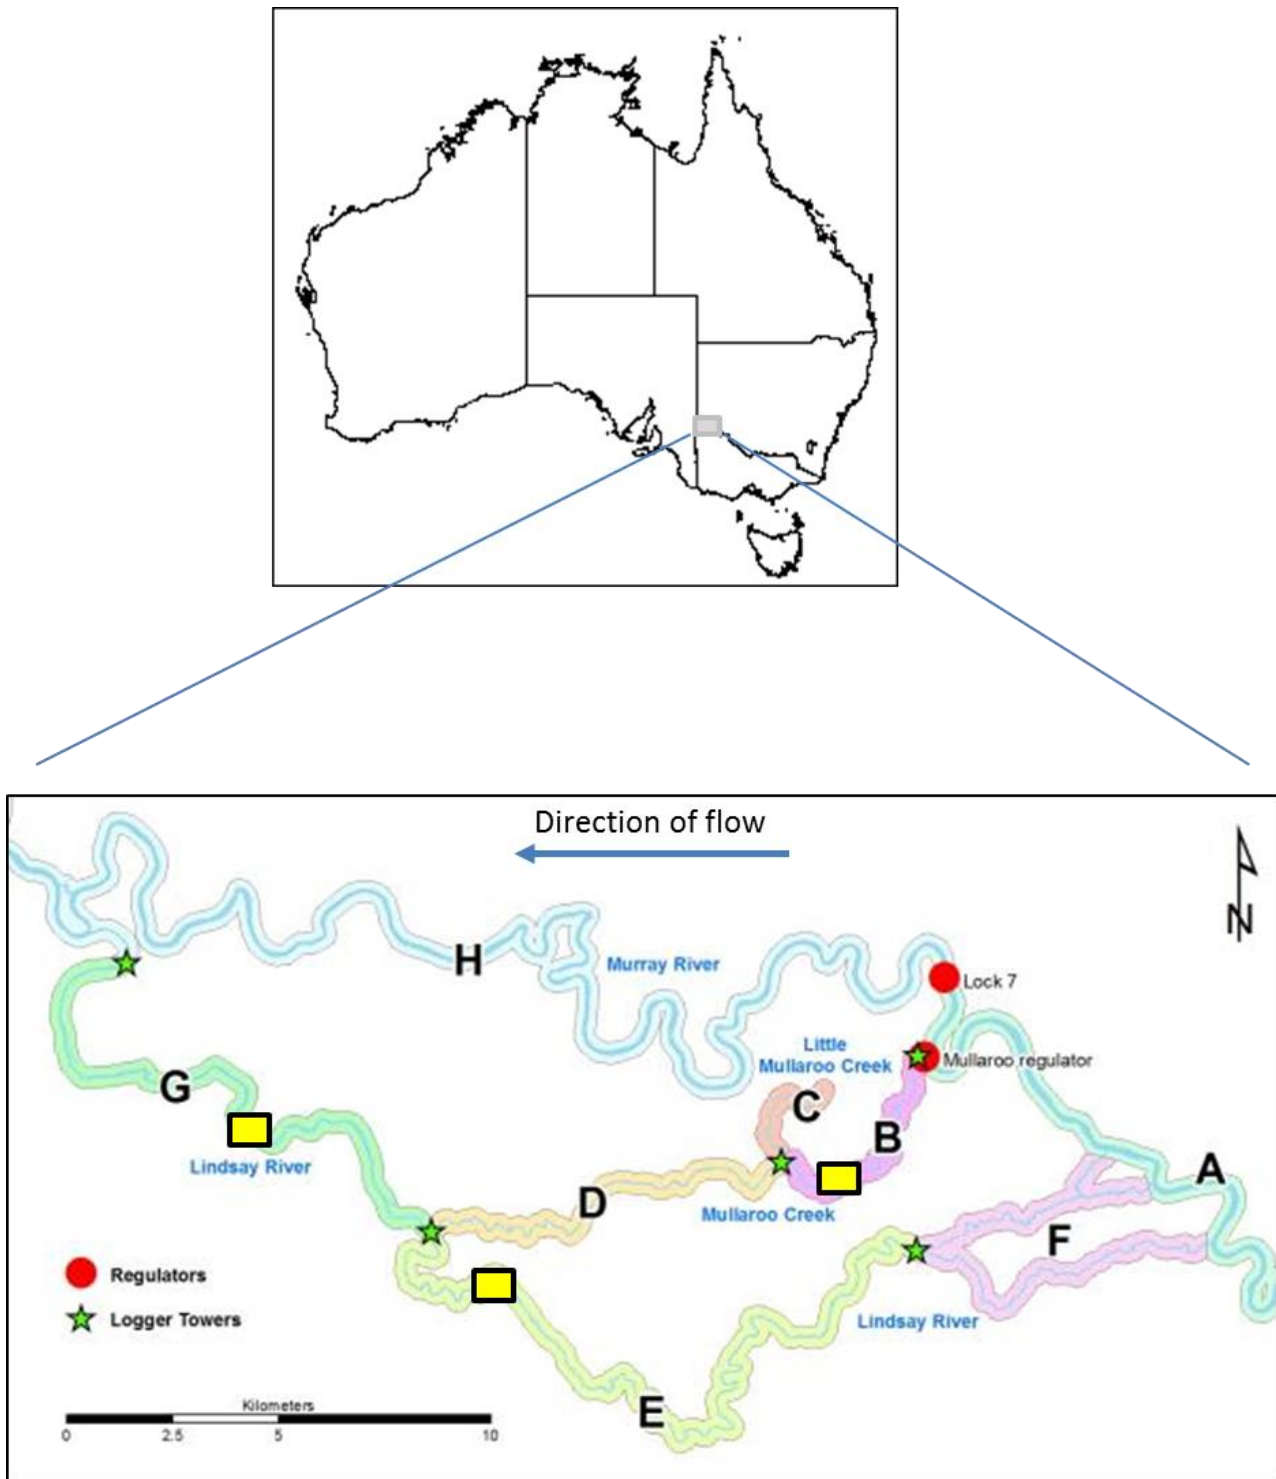 Direction of flow
N
H
Murray River
Lock 7
Little
Mullaroo Creek
Mullaroo regulator
C
G
B
A
Lindsay River
D
Mullaroo Creek
F
Regulators
Logger Towers
Lindsay River
E
Kilometers
0 2.5 5 10